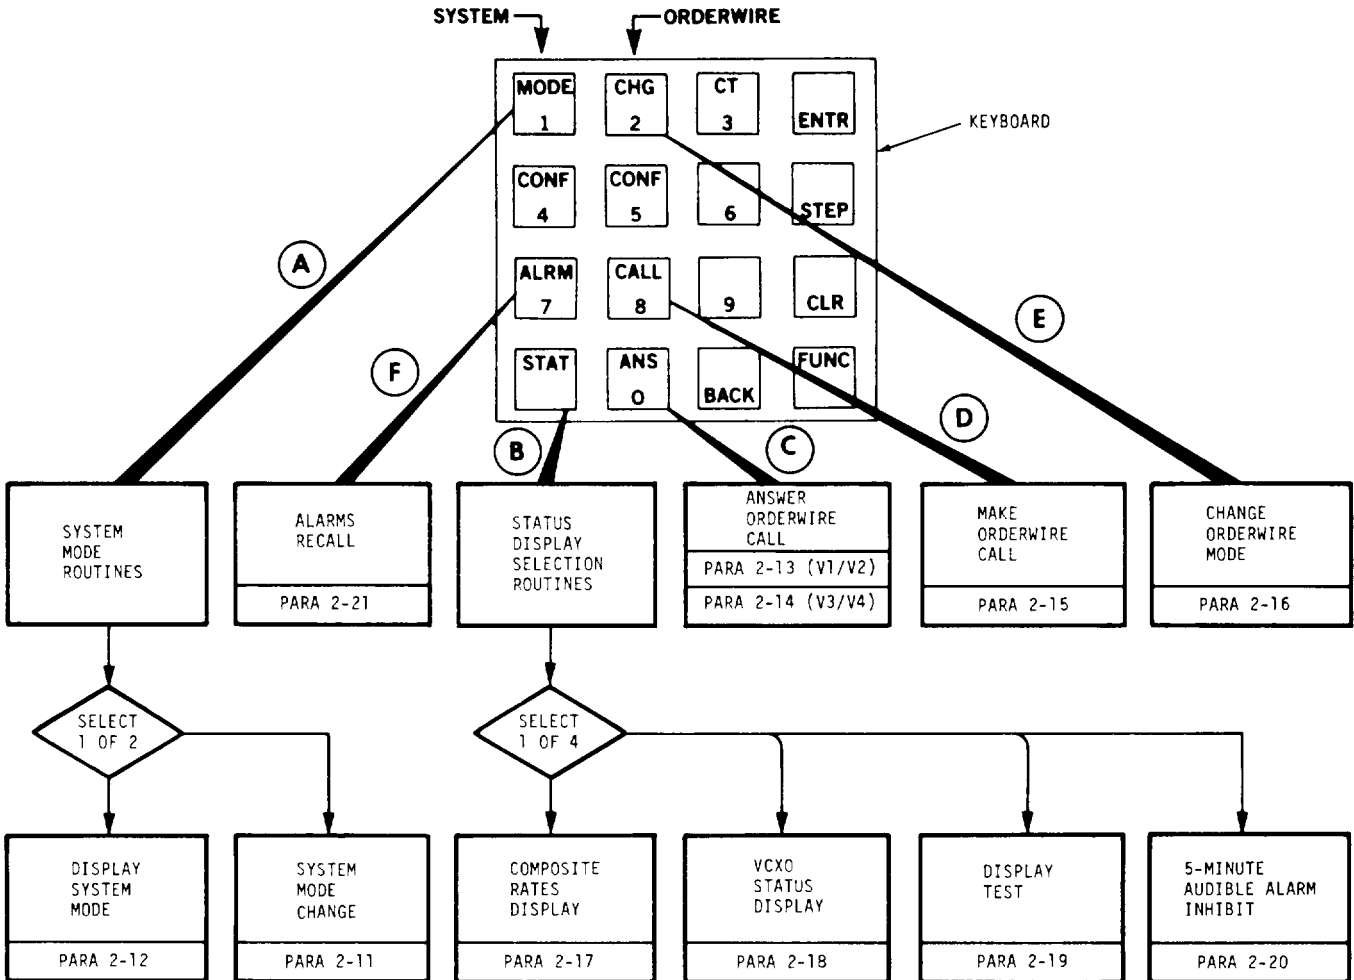 SYSTEM
ORDERWIRE
MODE
1
CHG
2
CT
3
ENTR
KEYBOARD
CONF
4
CONF
5
6
STEP
ALRM
7
CALL
8
9
CLR
STAT
ANS
0
BACK
FUNC
A
F
B
C
D
E
SYSTEM
MODE
ROUTINES
ALARMS
RECALL
PARA 2-21
STATUS
DISPLAY
SELECTION
ROUTINES
ANSWER
ORDERWIRE
CALL
PARA 2-13 (V1/V2)
PARA 2-14 (V3/V4)
MAKE
ORDERWIRE
CALL
PARA 2-15
CHANGE
ORDERWIRE
MODE
PARA 2-16
SELECT
1 OF 2
SELECT
1 OF 4
DISPLAY
SYSTEM
MODE
PARA 2-12
SYSTEM
MODE
CHANGE
PARA 2-11
COMPOSITE
RATES
DISPLAY
PARA 2-17
VCXO
STATUS
DISPLAY
PARA 2-18
DISPLAY
TEST
PARA 2-19
5-MINUTE
AUDIBLE ALARM
INHIBIT
PARA 2-20